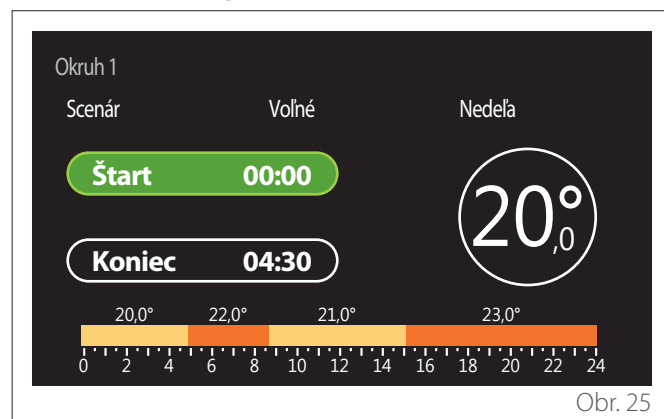 Okruh 1
Scenár Voľné Nedeľa
Štart 00:00
20°,0
Koniec 04:30
20,0° 22,0° 21,0° 23,0°
0 2 4 6 8 10 12 14 16 18 20 22 24
Obr. 25